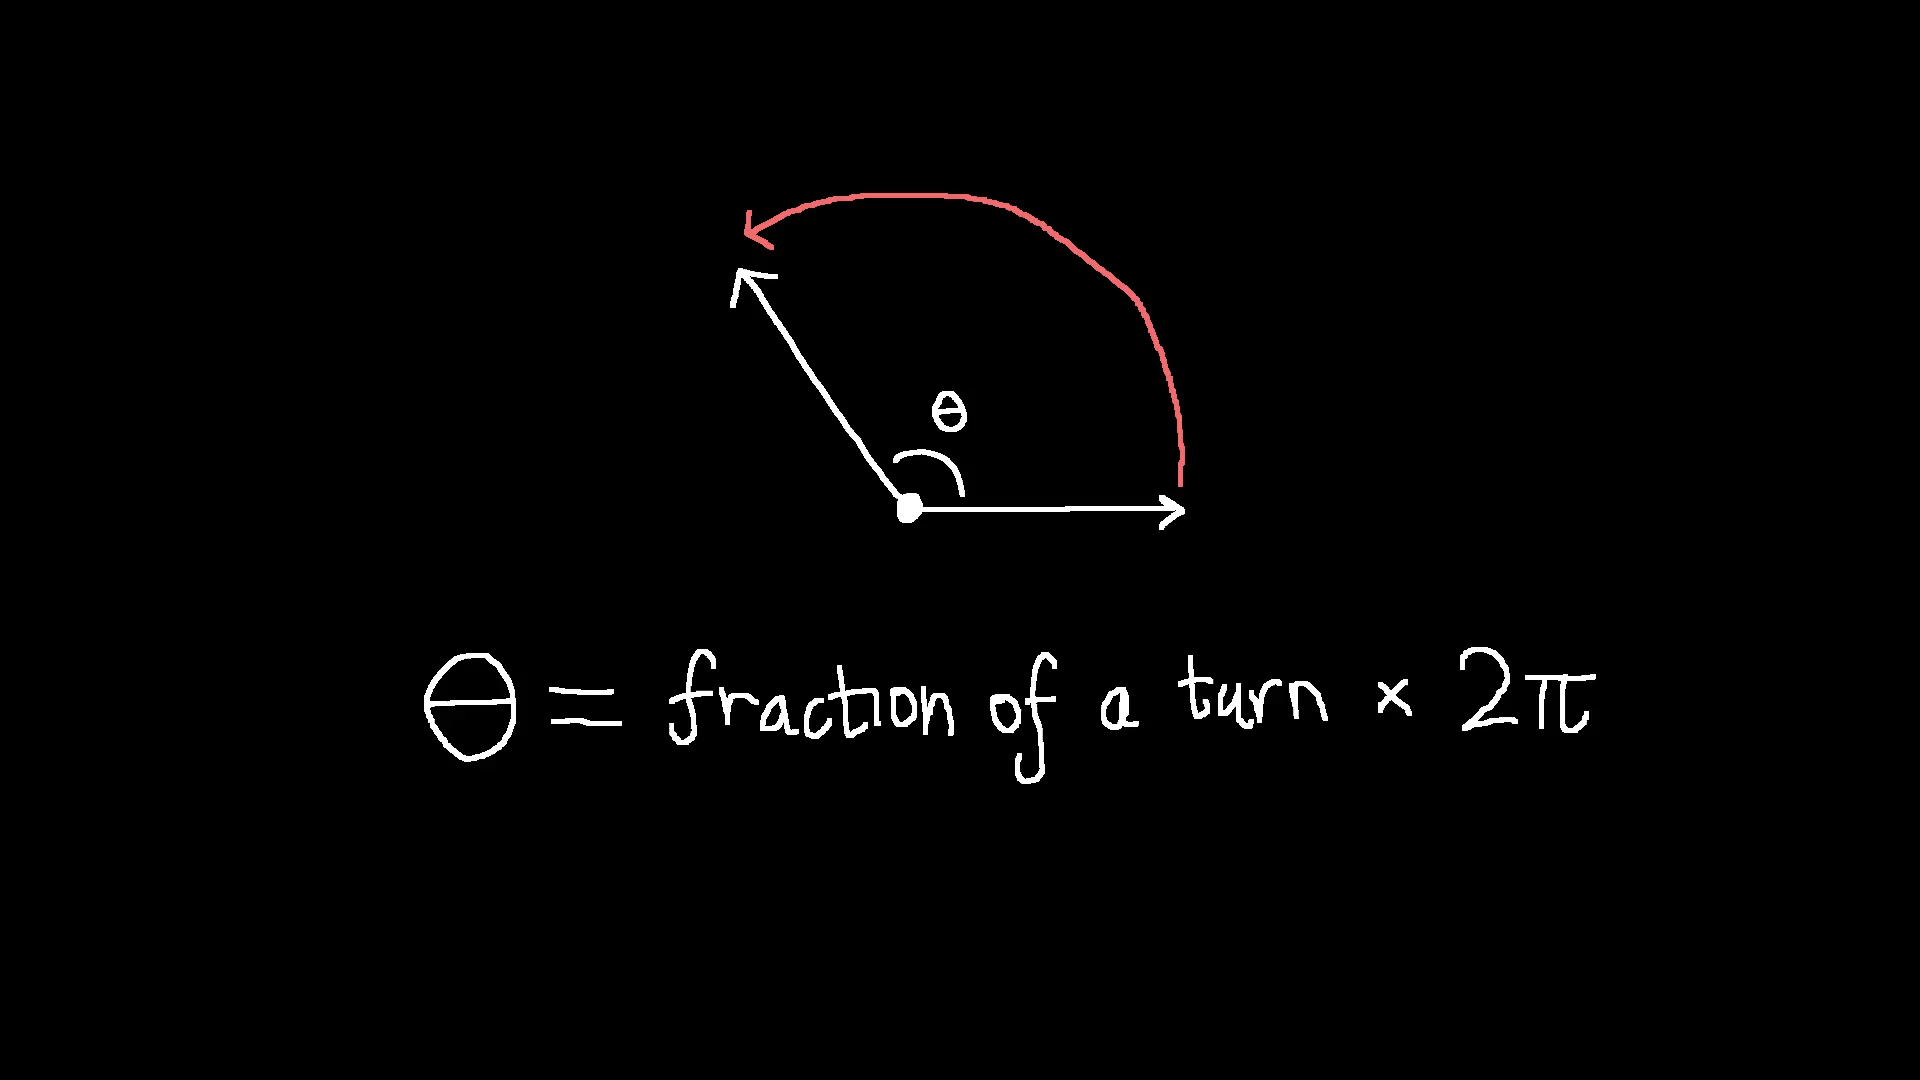 θ
θ = fraction of a turn × 2π